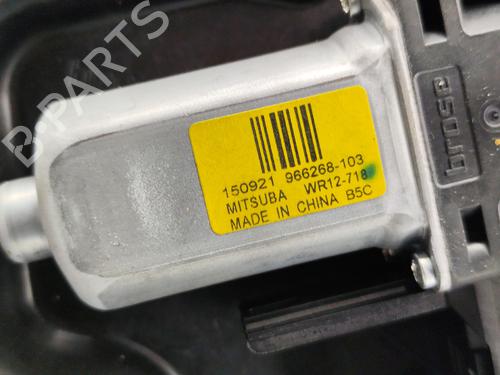 B-PARTS
150921 966268-103
MITSUBA WR12-718
MADE IN CHINA B5C
brose